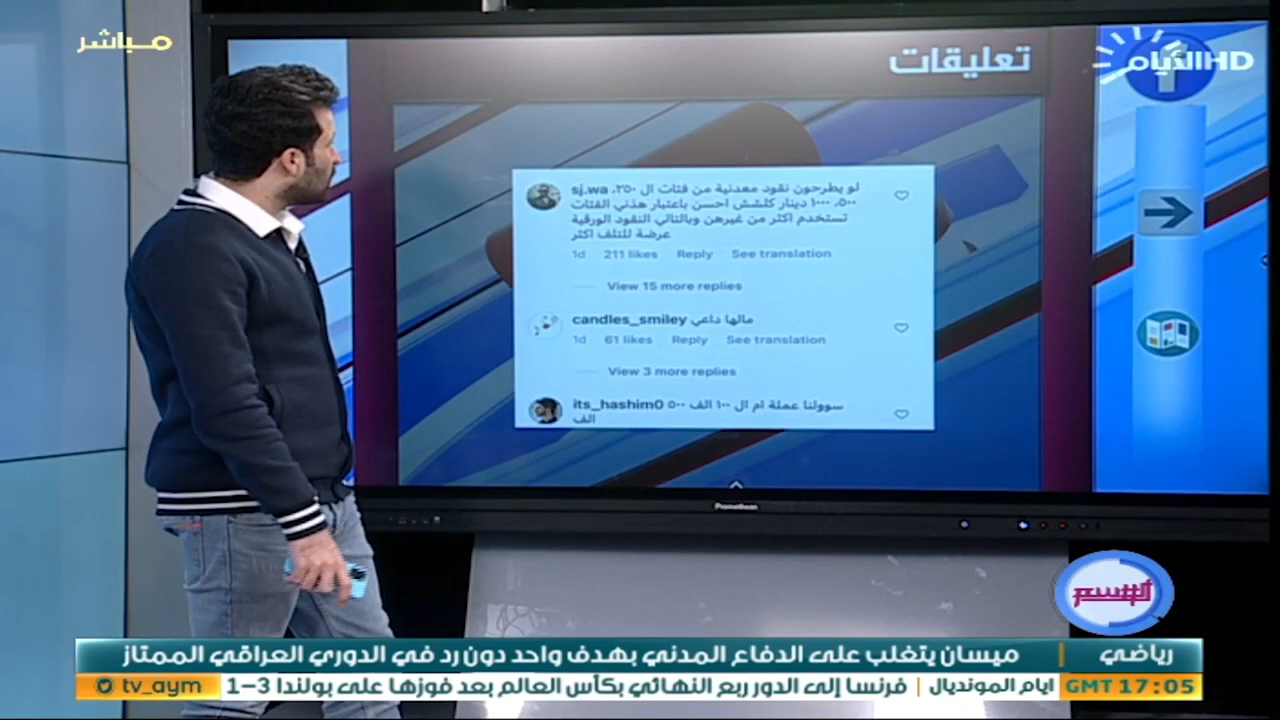 مباشر
الأيام HD
تعليقات
sj.wa لو يطرحون نقود معدنية من فئات ال ٢٥٠،
٥٠٠، ١٠٠٠ دينار كلشش احسن باعتبار هذني الفئات
تستخدم اكثر من غيرهن وبالتالي النقود الورقية
عرضة للتلف اكثر
1d 211 likes Reply See translation
View 15 more replies
candles_smiley مالها داعي
1d 61 likes Reply See translation
View 3 more replies
its_hashim0 سوولنا عملة ام ال ١٠٠ الف ٥٠٠
الف
Promethean
رياضي | ميسان يتغلب على الدفاع المدني بهدف واحد دون رد في الدوري العراقي الممتاز
GMT 17:05 ايام المونديال | فرنسا إلى الدور ربع النهائي بكأس العالم بعد فوزها على بولندا 3-1 tv_aym